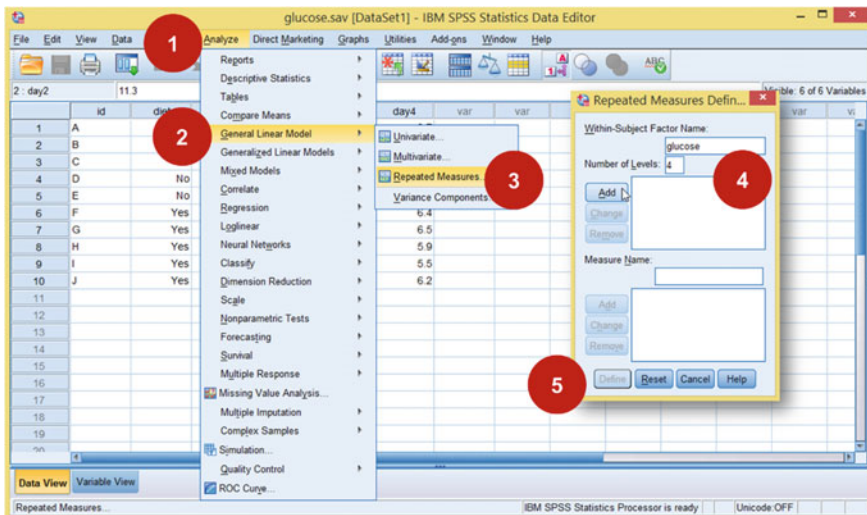 glucose.sav [DataSet1] - IBM SPSS Statistics Data Editor
File Edit View Data Analyze Direct Marketing Graphs Utilities Add-ons Window Help
1
2 : day2 11.3 Visible: 6 of 6 Variables
id day4 var var var
1 A
2 B
3 C
4 D No
5 E No
6 F Yes 6.4
7 G Yes 6.5
8 H Yes 5.9
9 I Yes 5.5
10 J Yes 6.2
11
12
13
14
15
16
17
18
19
20
Reports
Descriptive Statistics
Tables
Compare Means
2
General Linear Model
Generalized Linear Models
Mixed Models
Correlate
Regression
Loglinear
Neural Networks
Classify
Dimension Reduction
Scale
Nonparametric Tests
Forecasting
Survival
Multiple Response
Missing Value Analysis...
Multiple Imputation
Complex Samples
Simulation...
Quality Control
ROC Curve...
Univariate...
Multivariate...
Repeated Measures...
3
Variance Components...
Repeated Measures Defin...
Within-Subject Factor Name:
glucose
Number of Levels: 4
4
Add
Change
Remove
Measure Name:
Add
Change
Remove
5
Define Reset Cancel Help
Data View Variable View
Repeated Measures... IBM SPSS Statistics Processor is ready Unicode:OFF